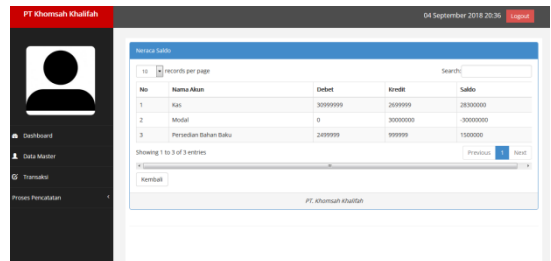 PT Khomsah Khalifah
04 September 2018 20:36 Logout
Neraca Saldo
10 records per page Search:
No Nama Akun Debet Kredit Saldo
1 Kas 30999999 2699999 28300000
2 Modal 0 30000000 -30000000
3 Persedian Bahan Baku 2499999 999999 1500000
Showing 1 to 3 of 3 entries Previous 1 Next
Kembali
PT. Khomsah Khalifah
Dashboard
Data Master
Transaksi
Proses Pencatatan